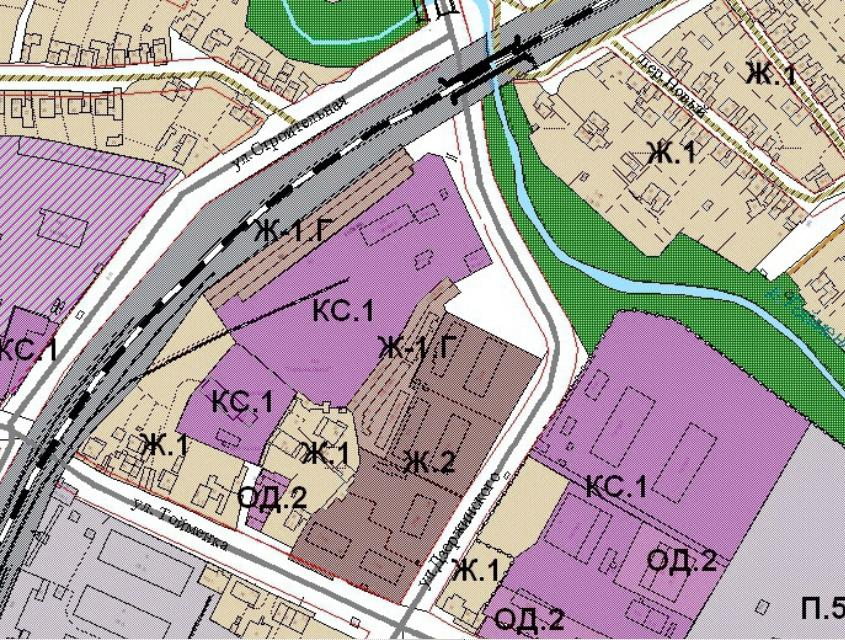 Ж.1
пер.Новый
Ж.1
ул.Строительная
Ж-1.Г
КС.1
Ж-1.Г
КС.1
КС.1
Ж.1
Ж.1
Ж.2
ОД.2
КС.1
ул. Тойменка
ул.Дзержинского
Ж.1
ОД.2
П.5
ОД.2